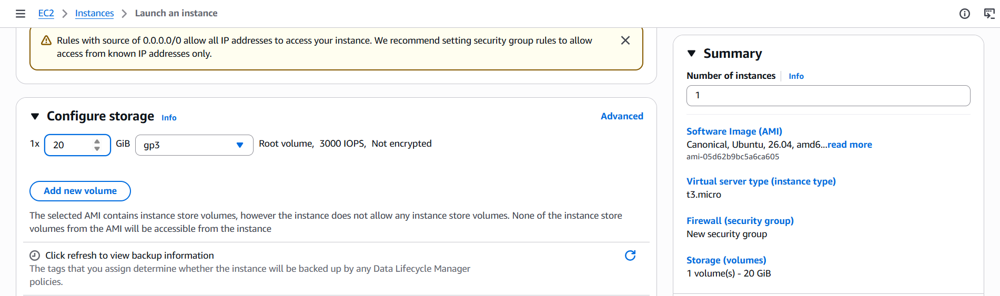 EC2 > Instances > Launch an instance
Rules with source of 0.0.0.0/0 allow all IP addresses to access your instance. We recommend setting security group rules to allow
access from known IP addresses only.
Configure storage Info Advanced
1x 20 GiB gp3 Root volume, 3000 IOPS, Not encrypted
Add new volume
The selected AMI contains instance store volumes, however the instance does not allow any instance store volumes. None of the instance store
volumes from the AMI will be accessible from the instance
Click refresh to view backup information
The tags that you assign determine whether the instance will be backed up by any Data Lifecycle Manager
policies.
Summary
Number of instances Info
1
Software Image (AMI)
Canonical, Ubuntu, 26.04, amd6...read more
ami-05d62b9bc5a6ca605
Virtual server type (instance type)
t3.micro
Firewall (security group)
New security group
Storage (volumes)
1 volume(s) - 20 GiB